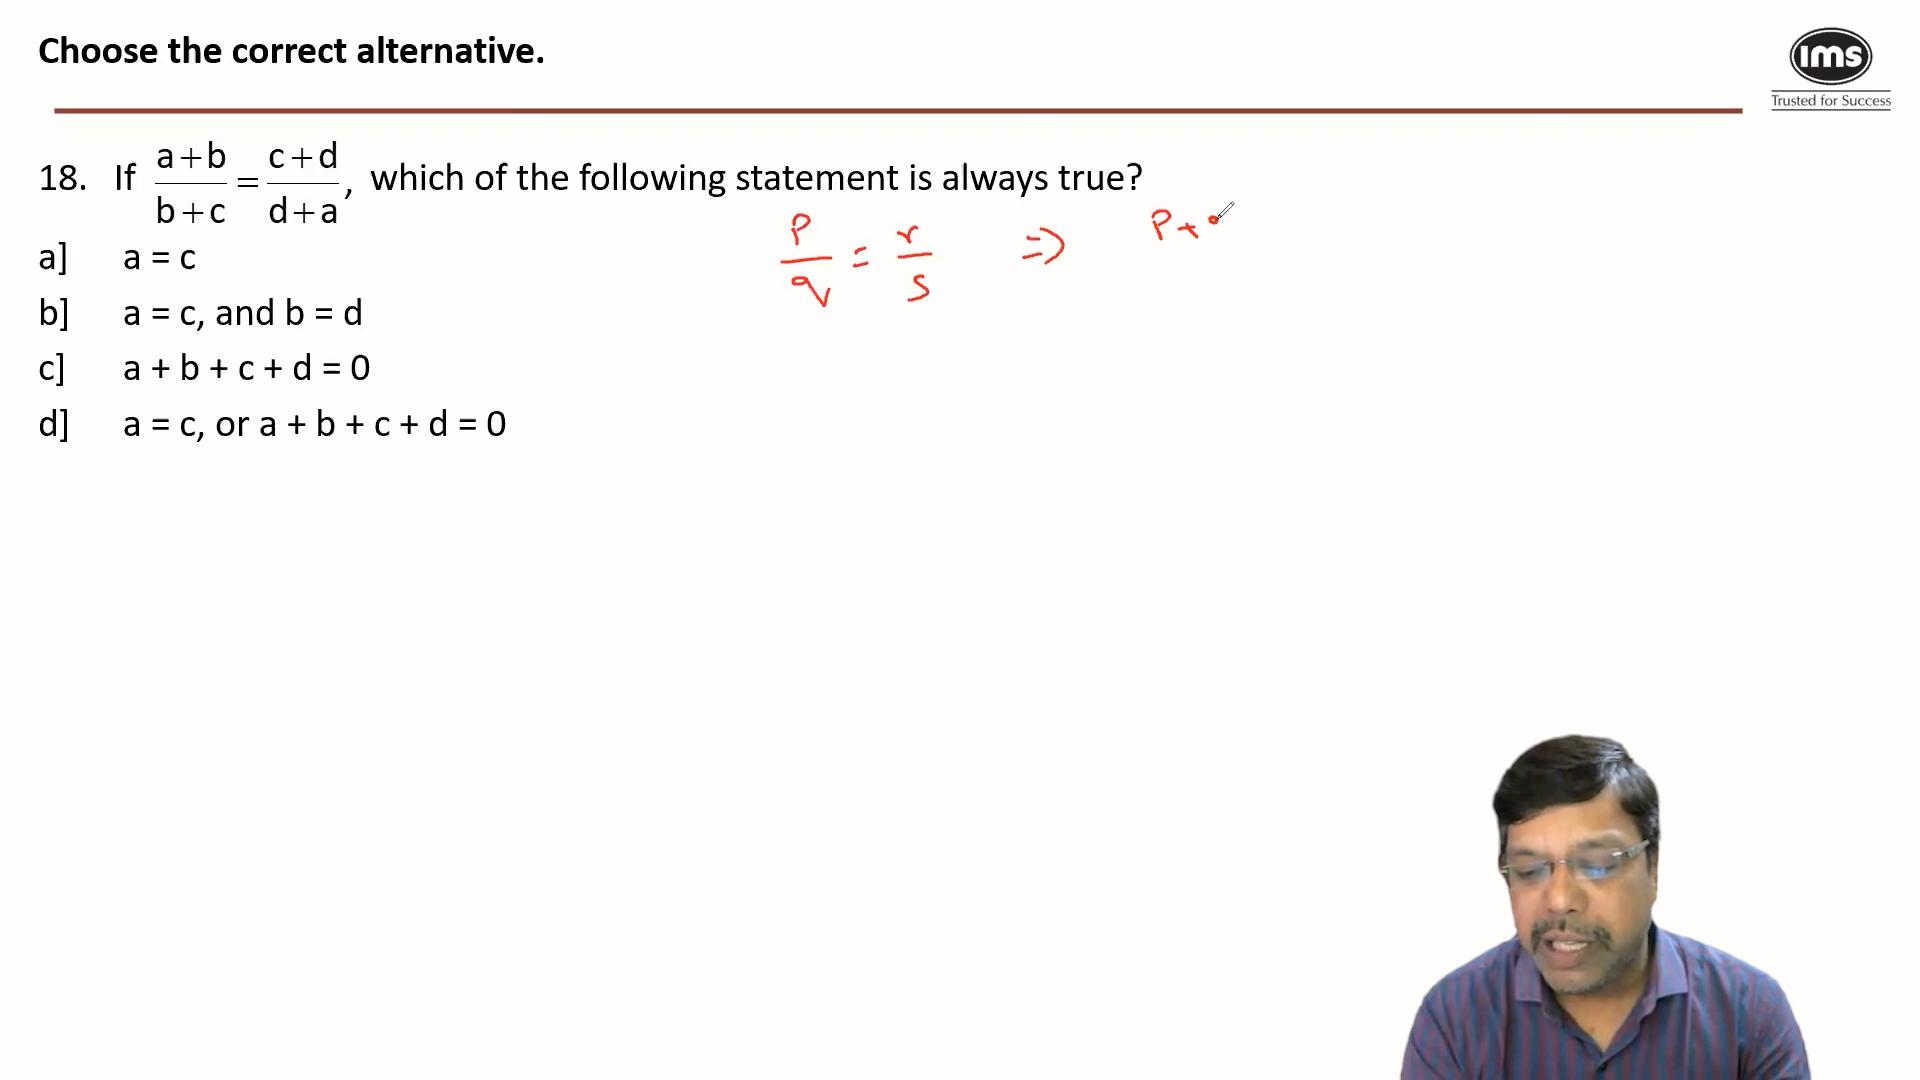 Choose the correct alternative.
ims
Trusted for Success
18. If (a+b)/(b+c) = (c+d)/(d+a), which of the following statement is always true?
p/q = r/s ⇒ p+
a] a = c
b] a = c, and b = d
c] a + b + c + d = 0
d] a = c, or a + b + c + d = 0